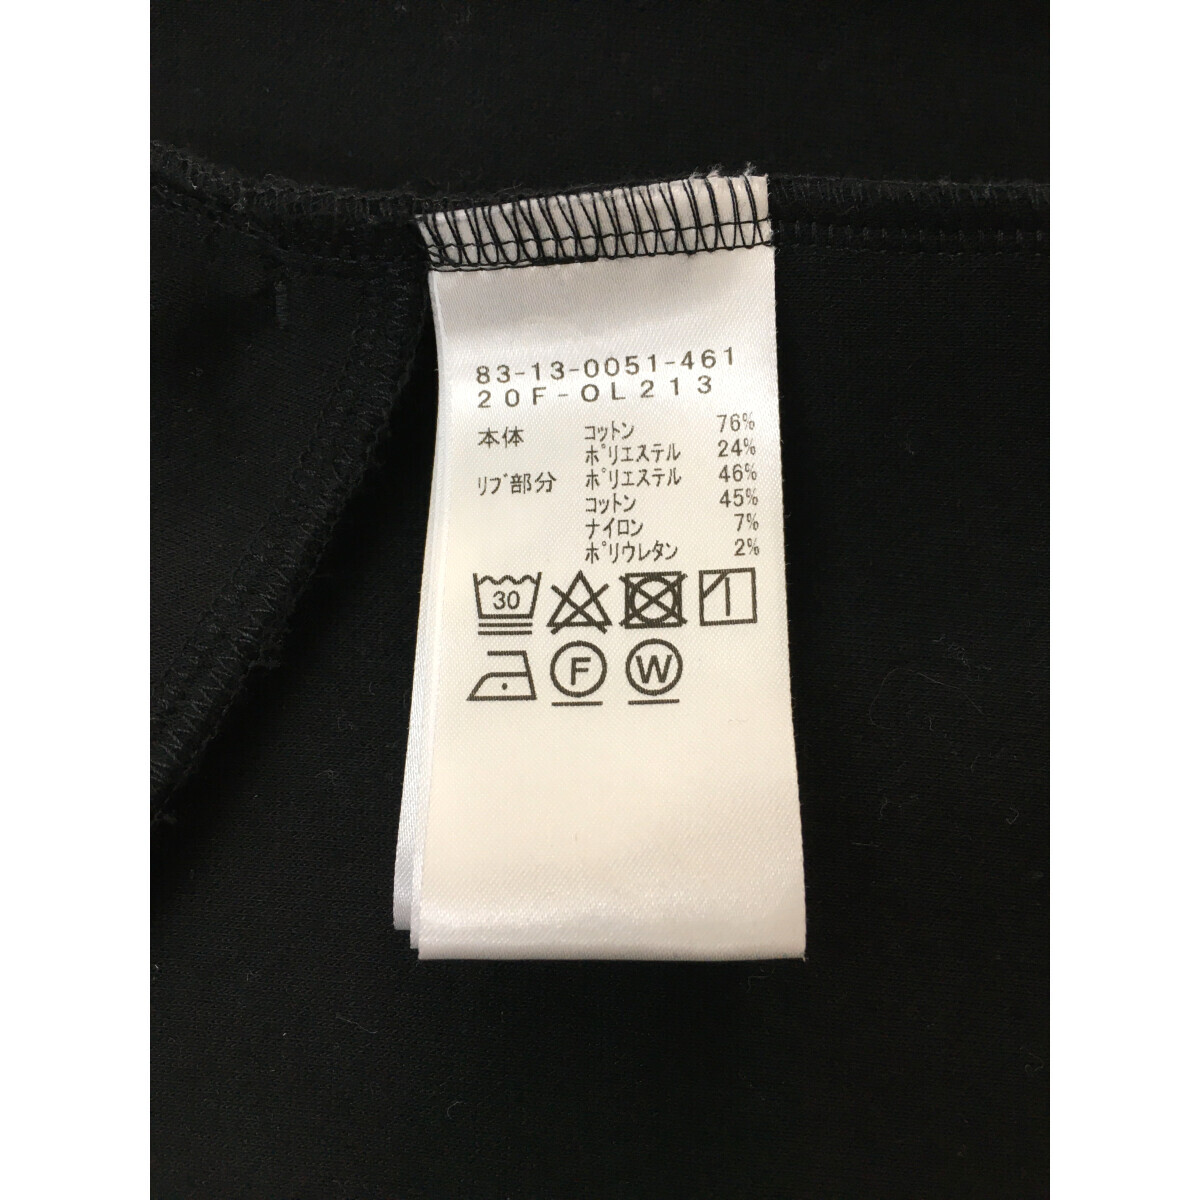 83-13-0051-461
20F-OL213
本体 コットン 76%
ポリエステル 24%
リブ部分 ポリエステル 46%
コットン 45%
ナイロン 7%
ポリウレタン 2%
30
F W